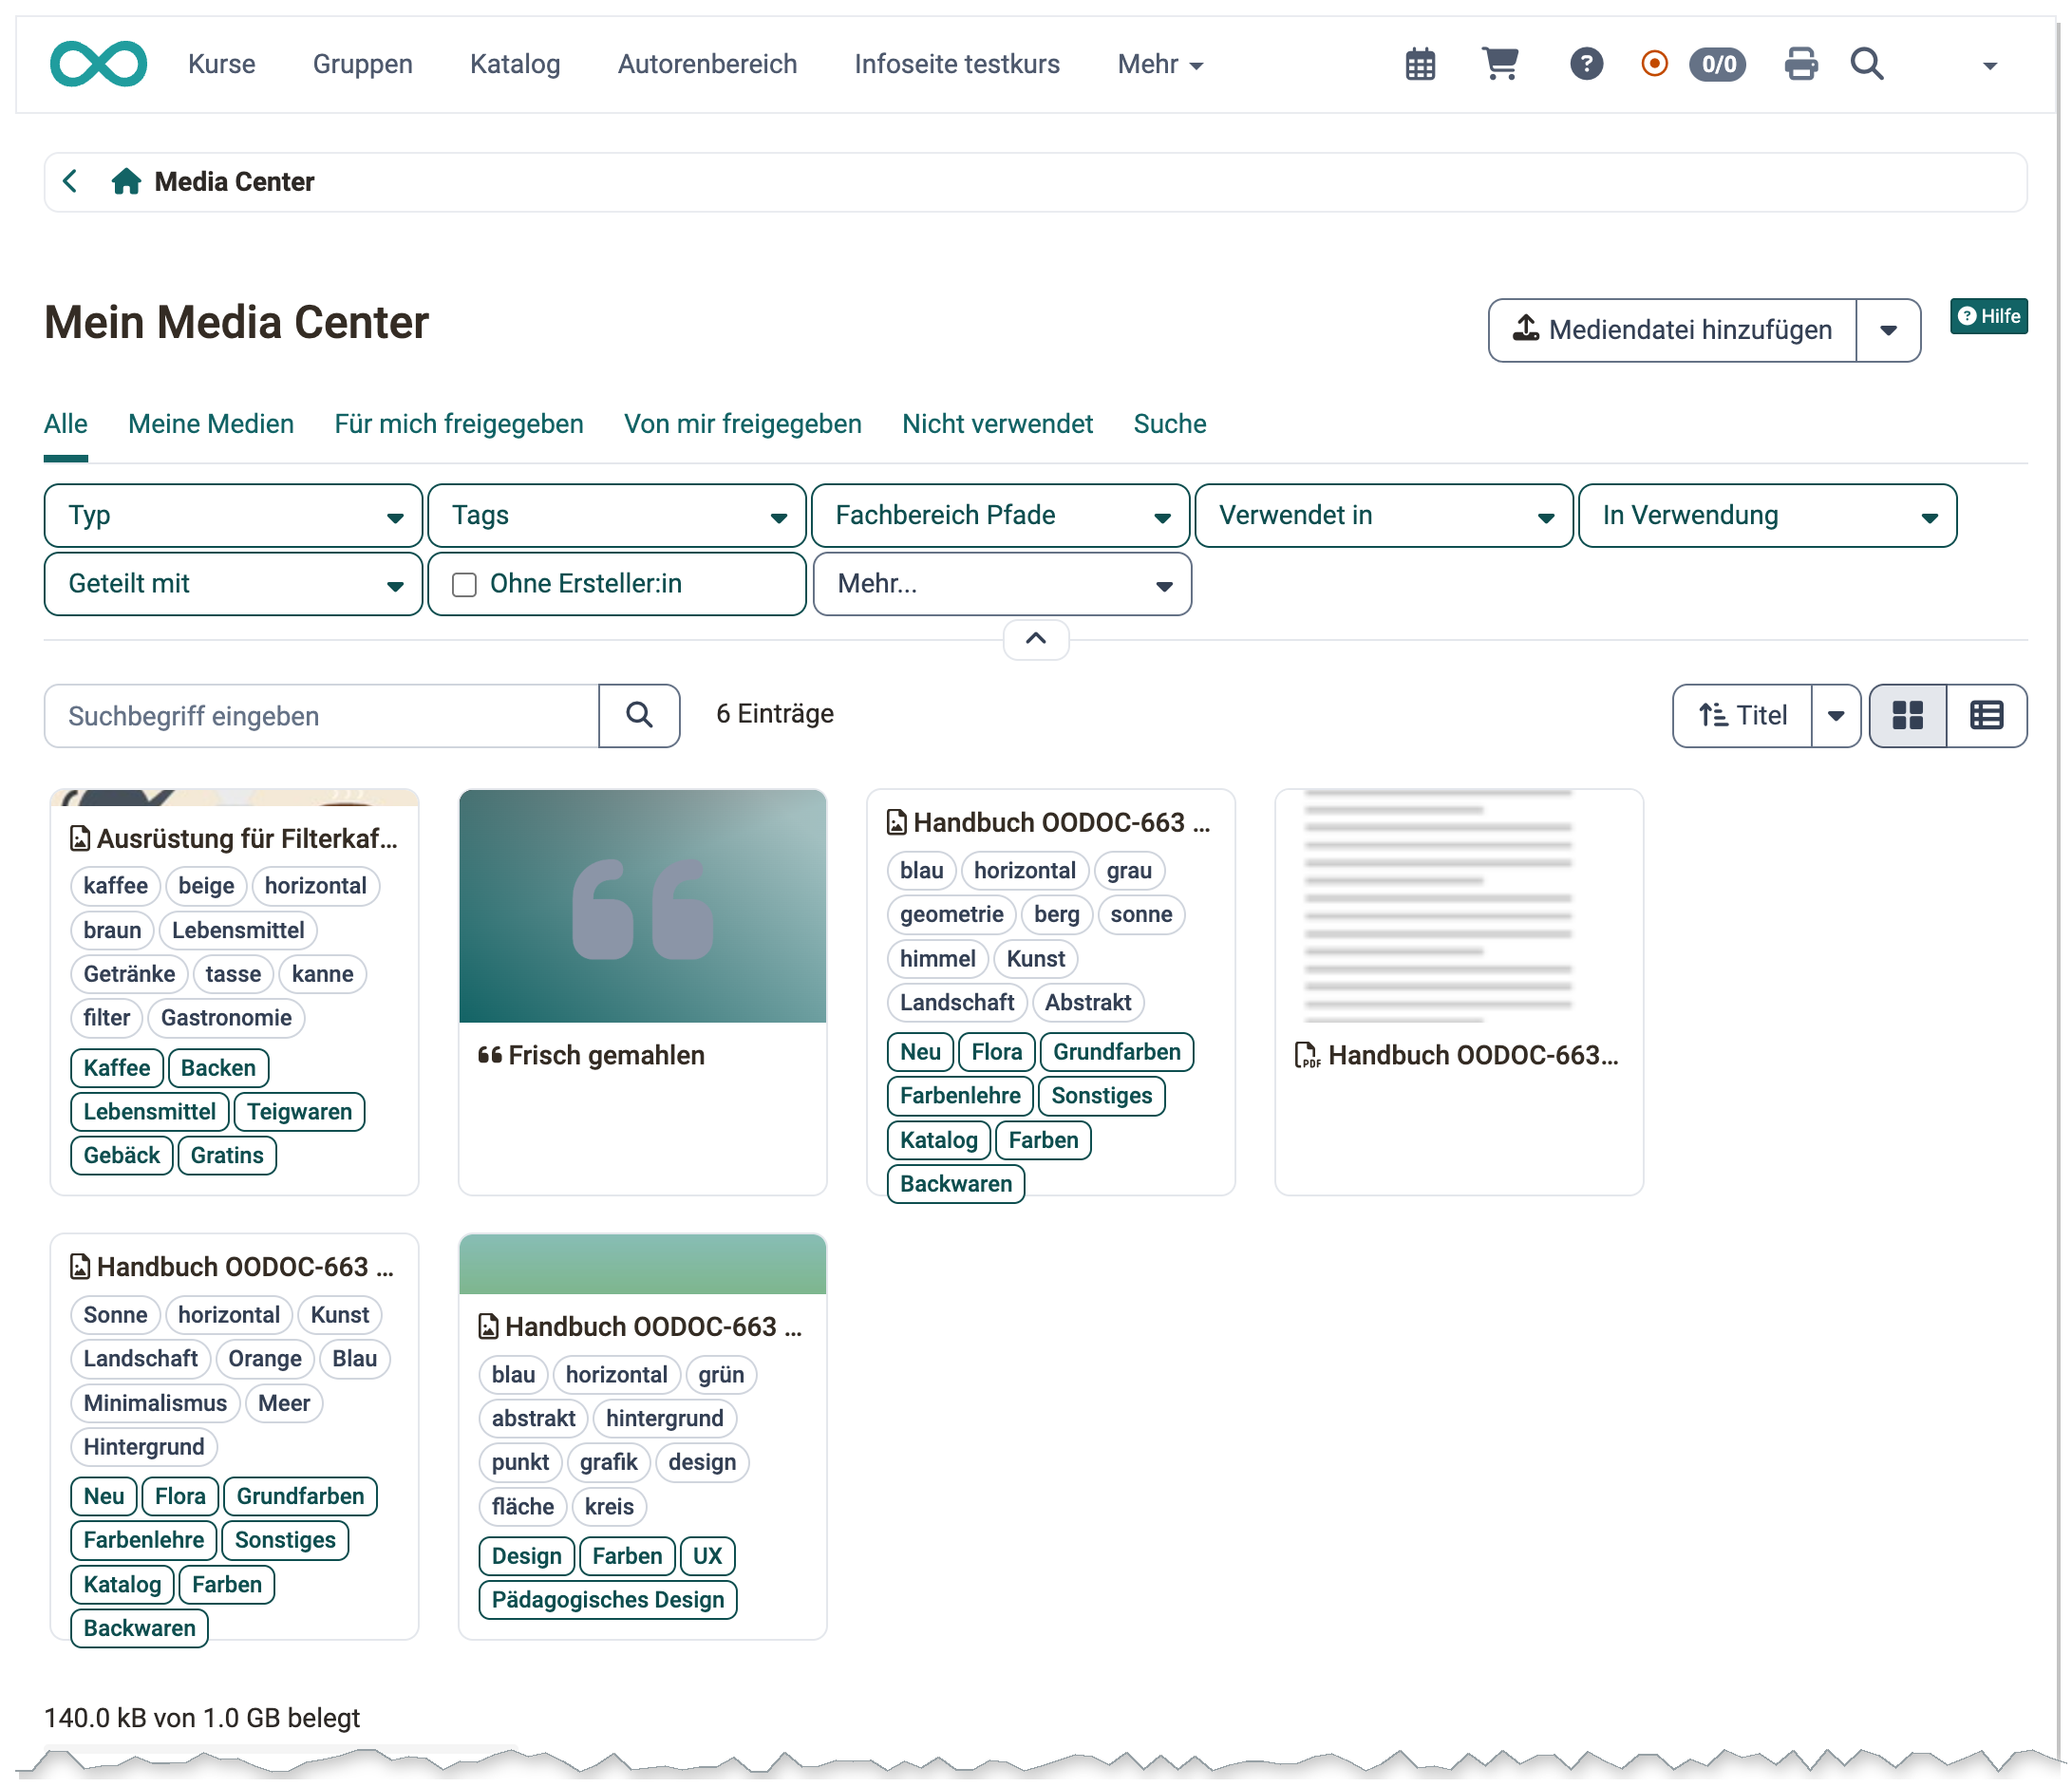 Kurse Gruppen Katalog Autorenbereich Infoseite testkurs Mehr 0/0
Media Center
Mein Media Center
Mediendatei hinzufügen
Hilfe
Alle Meine Medien Für mich freigegeben Von mir freigegeben Nicht verwendet Suche
Typ Tags Fachbereich Pfade Verwendet in In Verwendung
Geteilt mit Ohne Ersteller:in Mehr...
Suchbegriff eingeben 6 Einträge Titel
Ausrüstung für Filterkaf...
kaffee beige horizontal
braun Lebensmittel
Getränke tasse kanne
filter Gastronomie
Kaffee Backen
Lebensmittel Teigwaren
Gebäck Gratins
Frisch gemahlen
Handbuch OODOC-663 ...
blau horizontal grau
geometrie berg sonne
himmel Kunst
Landschaft Abstrakt
Neu Flora Grundfarben
Farbenlehre Sonstiges
Katalog Farben
Backwaren
PDF Handbuch OODOC-663...
Handbuch OODOC-663 ...
Sonne horizontal Kunst
Landschaft Orange Blau
Minimalismus Meer
Hintergrund
Neu Flora Grundfarben
Farbenlehre Sonstiges
Katalog Farben
Backwaren
Handbuch OODOC-663 ...
blau horizontal grün
abstrakt hintergrund
punkt grafik design
fläche kreis
Design Farben UX
Pädagogisches Design
140.0 kB von 1.0 GB belegt